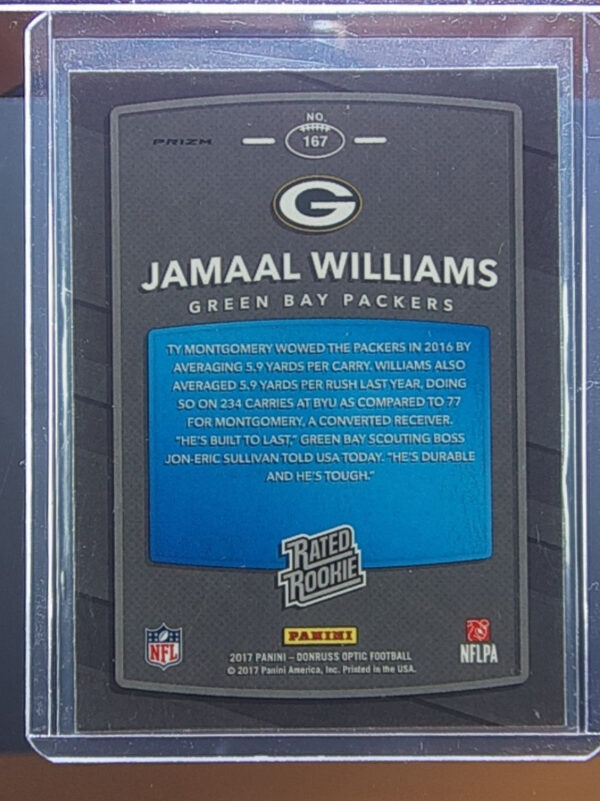 NO.
PRIZM
167
G
JAMAAL WILLIAMS
GREEN BAY PACKERS
TY MONTGOMERY WOWED THE PACKERS IN 2016 BY
AVERAGING 5.9 YARDS PER CARRY. WILLIAMS ALSO
AVERAGED 5.9 YARDS PER RUSH LAST YEAR, DOING
SO ON 234 CARRIES AT BYU AS COMPARED TO 77
FOR MONTGOMERY, A CONVERTED RECEIVER.
"HE'S BUILT TO LAST," GREEN BAY SCOUTING BOSS
JON-ERIC SULLIVAN TOLD USA TODAY. "HE'S DURABLE
AND HE'S TOUGH."
RATED
ROOKIE
PANINI
NFL
NFLPA
2017 PANINI – DONRUSS OPTIC FOOTBALL
© 2017 Panini America, Inc. Printed in the USA.